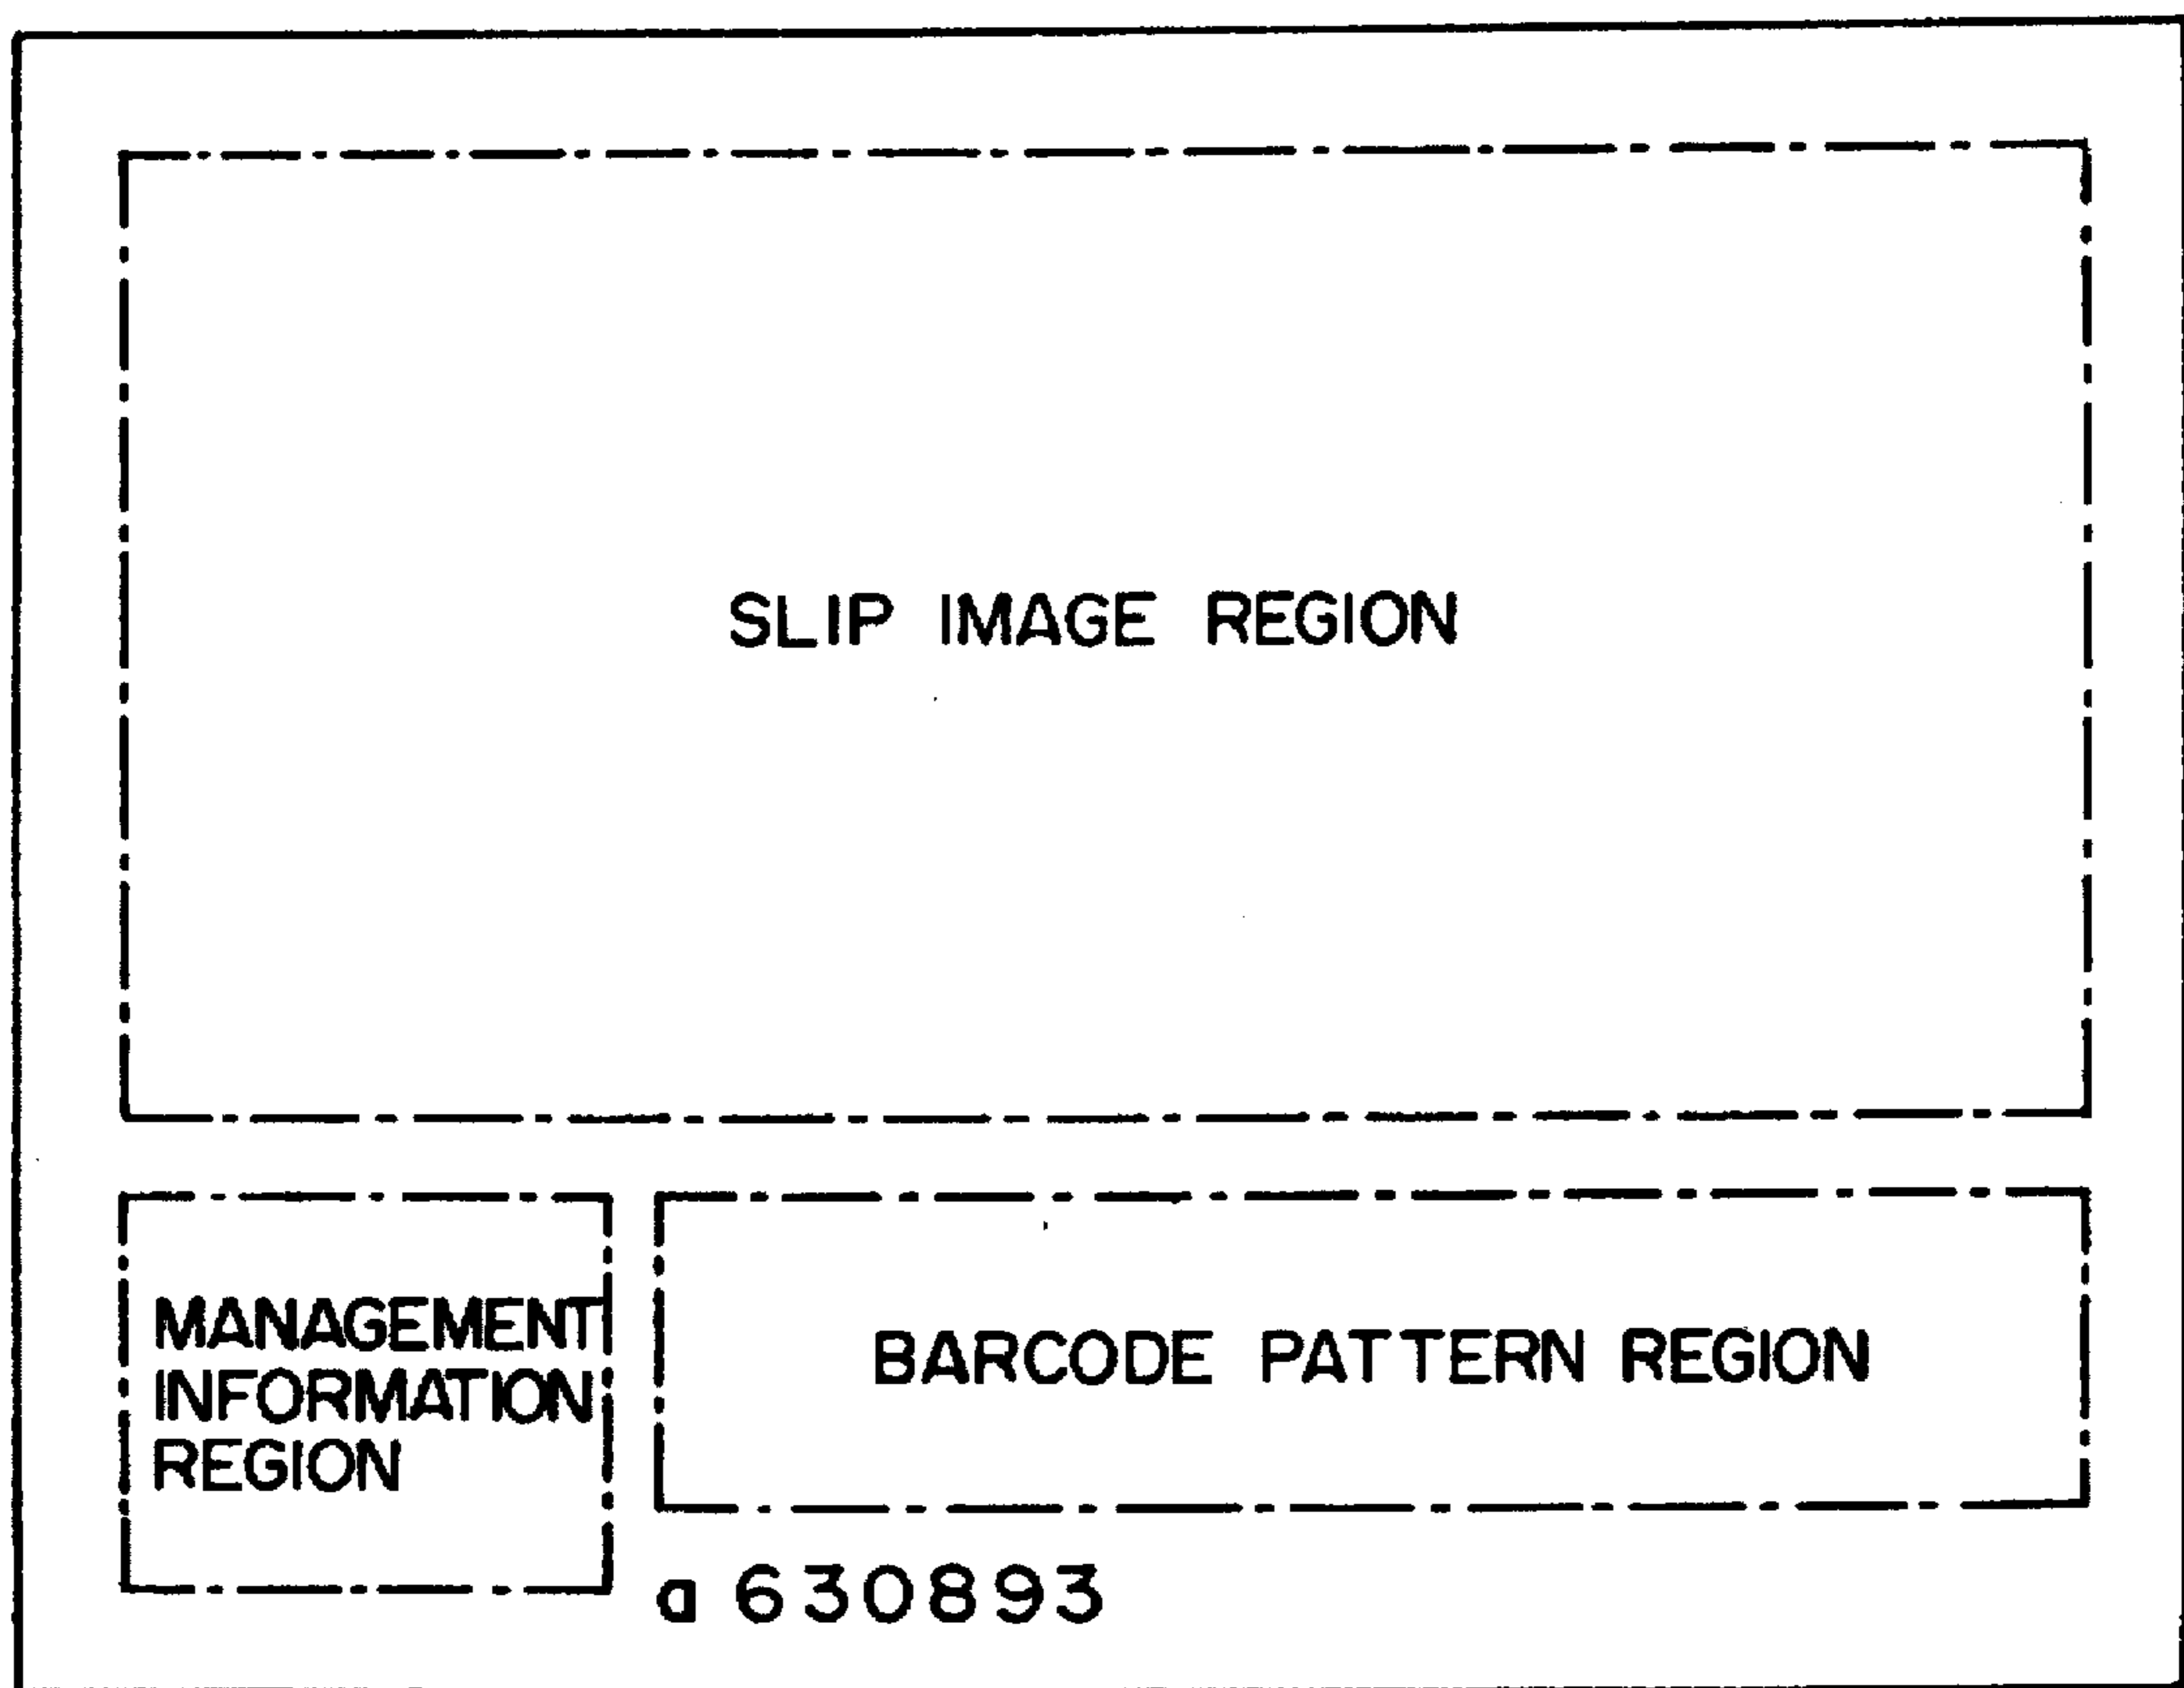 SLIP IMAGE REGION
MANAGEMENT
INFORMATION
REGION
BARCODE PATTERN REGION
a 630893